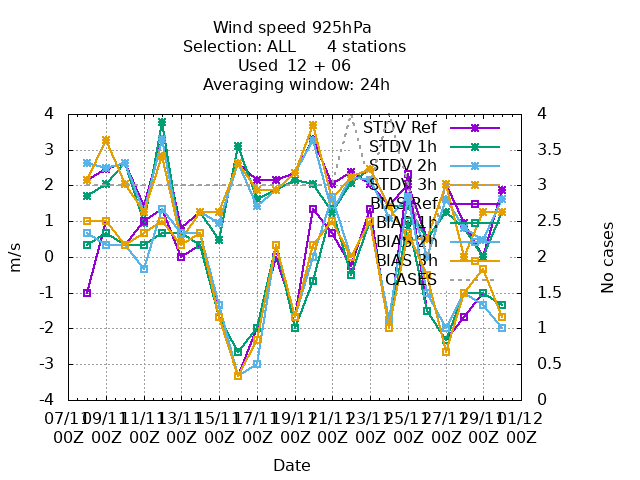 Wind speed 925hPa
Selection: ALL 4 stations
Used 12 + 06
Averaging window: 24h
4
3
2
1
0
-1
-2
-3
-4
m/s
4
3.5
3
2.5
2
1.5
1
0.5
0
No cases
STDV Ref
STDV 1h
STDV 2h
STDV 3h
BIAS Ref
BIAS 1h
BIAS 2h
BIAS 3h
CASES
07/11 09/11 11/11 13/11 15/11 17/11 19/11 21/11 23/11 25/11 27/11 29/11 01/12
00Z 00Z 00Z 00Z 00Z 00Z 00Z 00Z 00Z 00Z 00Z 00Z 00Z
Date